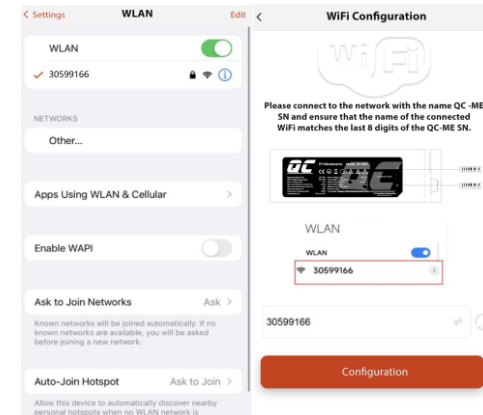 Settings
WLAN
Edit
WLAN
30599166
NETWORKS
Other...
Apps Using WLAN & Cellular
Enable WAPI
Ask to Join Networks
Ask
Known networks will be joined automatically. If no
known networks are available, you will be asked
before joining a new network.
Auto-Join Hotspot
Ask to Join
Allow this device to automatically discover nearby
personal hotspots when no WLAN network is
WiFi Configuration
WiFi
Please connect to the network with the name QC -ME
SN and ensure that the name of the connected
WiFi matches the last 8 digits of the QC-ME SN.
QC
WLAN
WLAN
30599166
30599166
Configuration